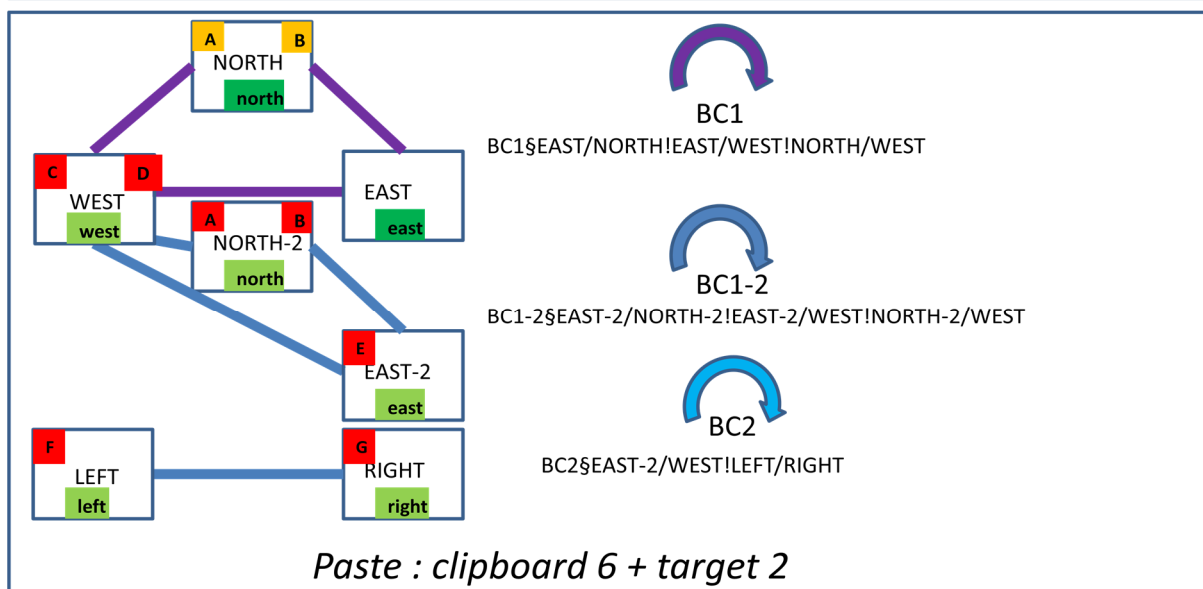 A B
NORTH
north
BC1
BC1§EAST/NORTH!EAST/WEST!NORTH/WEST
C D
WEST
west
EAST
east
A B
NORTH-2
north
BC1-2
BC1-2§EAST-2/NORTH-2!EAST-2/WEST!NORTH-2/WEST
E
EAST-2
east
BC2
BC2§EAST-2/WEST!LEFT/RIGHT
F
LEFT
left
G
RIGHT
right
Paste : clipboard 6 + target 2